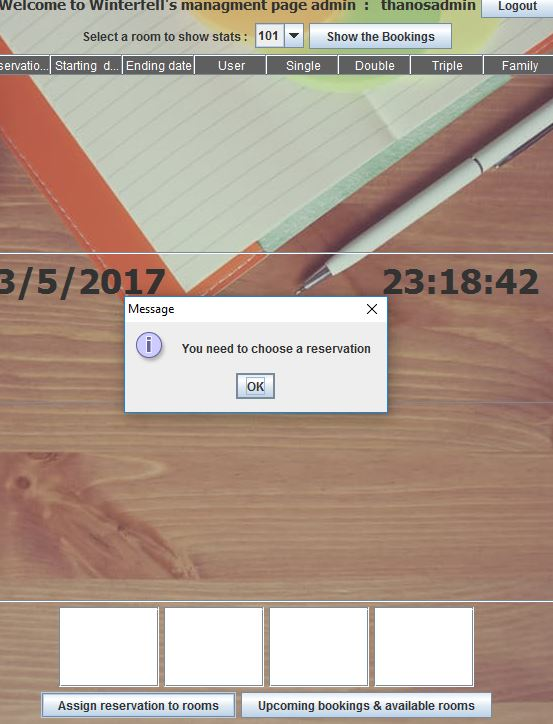 Welcome to Winterfell's managment page admin : thanosadmin Logout
Select a room to show stats : 101 Show the Bookings
servatio... Starting d... Ending date User Single Double Triple Family
3/5/2017 23:18:42
Message
You need to choose a reservation
OK
Assign reservation to rooms Upcoming bookings & available rooms